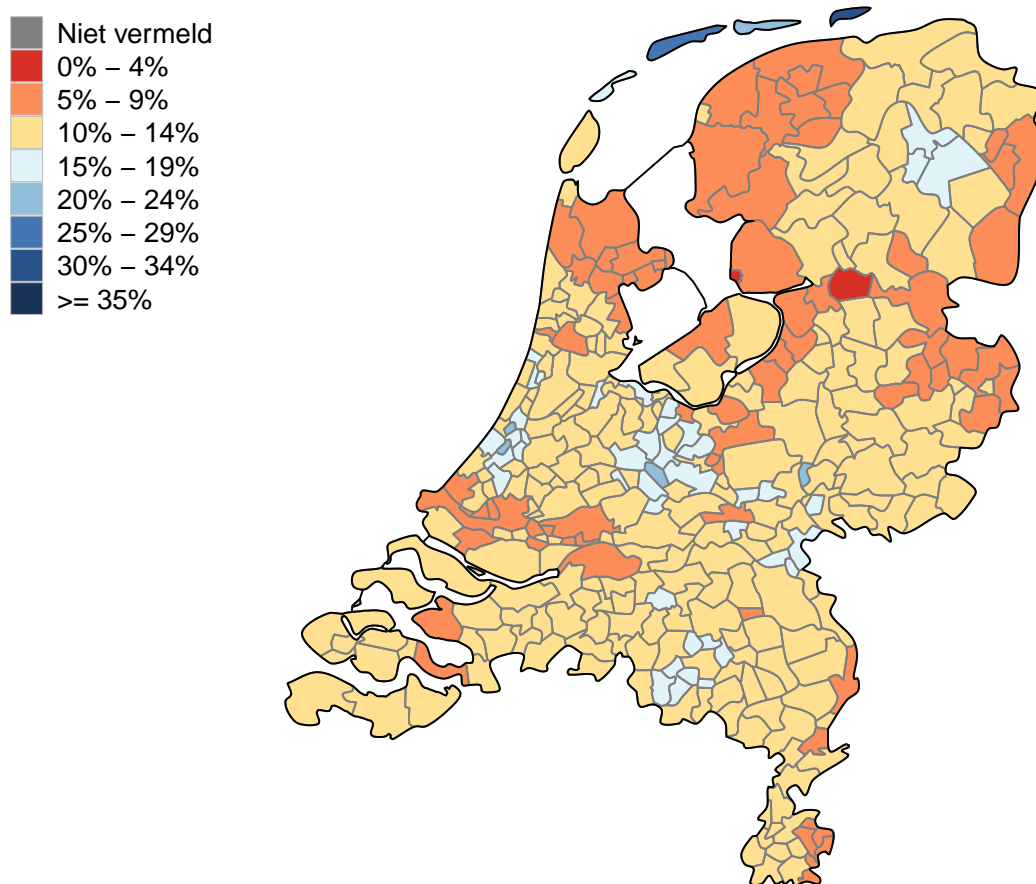 Niet vermeld
0% – 4%
5% – 9%
10% – 14%
15% – 19%
20% – 24%
25% – 29%
30% – 34%
>= 35%